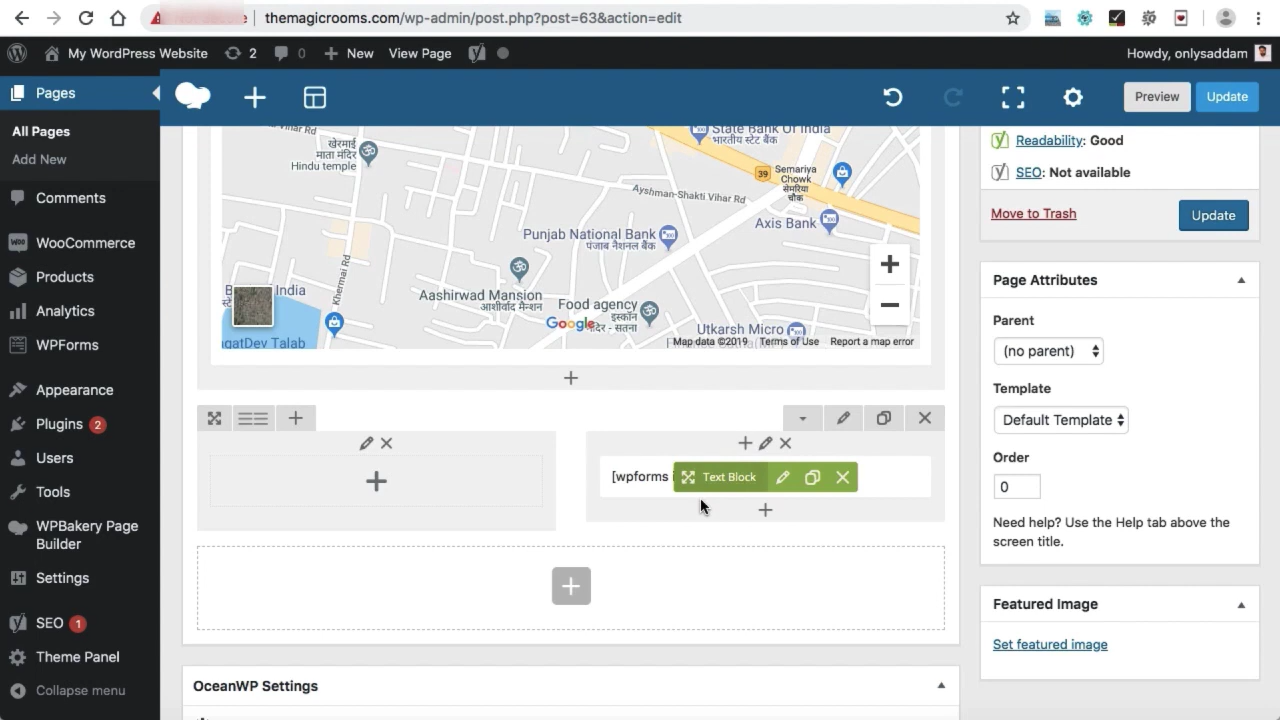 themagicrooms.com/wp-admin/post.php?post=63&action=edit
My WordPress Website 2 0 New View Page Howdy, onlysaddam
Pages
Preview Update
All Pages
Add New
Comments
WooCommerce
Products
Analytics
WPForms
Appearance
Plugins 2
Users
Tools
WPBakery Page
Builder
Settings
SEO 1
Theme Panel
Collapse menu
State Bank Of India
भारतीय स्टेट बैंक
खेरमाई
माता मंदिर
Hindu temple
39
Semariya
Chowk
सेमरिया
चौक
Ayshman-Shakti Vihar Rd
Axis Bank
Punjab National Bank
पंजाब नैशनल बैंक
Khermai Rd
Aashirwad Mansion
आशीर्वाद मैन्शन
Food agency
इस्कॉन
Google
Utkarsh Micro
India
gatDev Talab
Map data ©2019 Terms of Use Report a map error
[wpforms Text Block
OceanWP Settings
Readability: Good
SEO: Not available
Move to Trash Update
Page Attributes
Parent
(no parent)
Template
Default Template
Order
0
Need help? Use the Help tab above the
screen title.
Featured Image
Set featured image